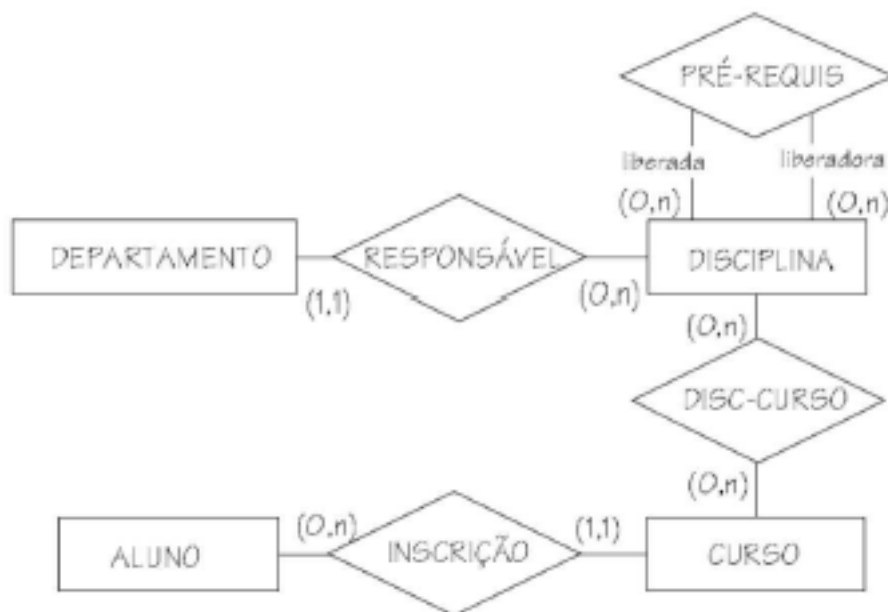 PRÉ-REQUIS
liberada
liberadora
(0,n)
(0,n)
DEPARTAMENTO
RESPONSÁVEL
DISCIPLINA
(1,1)
(0,n)
(0,n)
DISC-CURSO
(0,n)
(0,n)
(1,1)
ALUNO
INSCRIÇÃO
CURSO